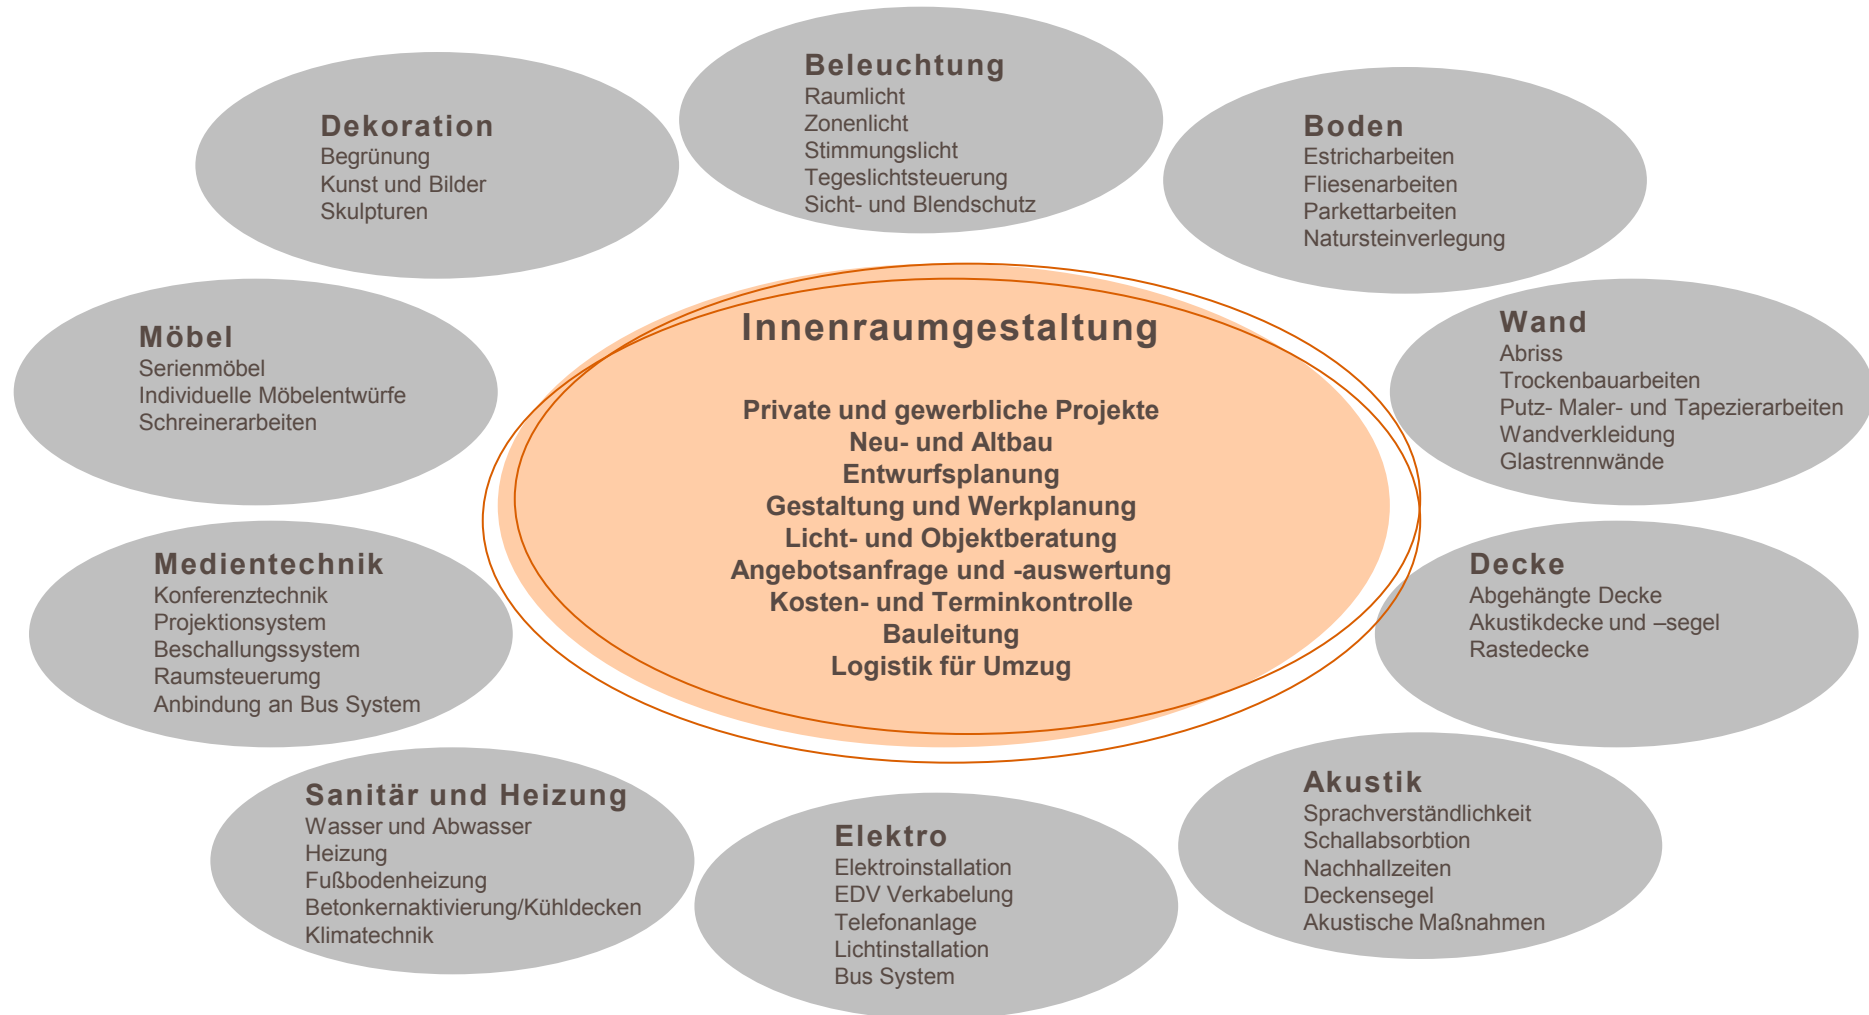 Beleuchtung
Raumlicht
Zonenlicht
Stimmungslicht
Tegeslichtsteuerung
Sicht- und Blendschutz
Dekoration
Begrünung
Kunst und Bilder
Skulpturen
Boden
Estricharbeiten
Fliesenarbeiten
Parkettarbeiten
Natursteinverlegung
Möbel
Serienmöbel
Individuelle Möbelentwürfe
Schreinerarbeiten
Innenraumgestaltung
Private und gewerbliche Projekte
Neu- und Altbau
Entwurfsplanung
Gestaltung und Werkplanung
Licht- und Objektberatung
Angebotsanfrage und -auswertung
Kosten- und Terminkontrolle
Bauleitung
Logistik für Umzug
Wand
Abriss
Trockenbauarbeiten
Putz- Maler- und Tapezierarbeiten
Wandverkleidung
Glastrennwände
Medientechnik
Konferenztechnik
Projektionsystem
Beschallungssystem
Raumsteuerumg
Anbindung an Bus System
Decke
Abgehängte Decke
Akustikdecke und –segel
Rastedecke
Sanitär und Heizung
Wasser und Abwasser
Heizung
Fußbodenheizung
Betonkernaktivierung/Kühldecken
Klimatechnik
Elektro
Elektroinstallation
EDV Verkabelung
Telefonanlage
Lichtinstallation
Bus System
Akustik
Sprachverständlichkeit
Schallabsorbtion
Nachhallzeiten
Deckensegel
Akustische Maßnahmen